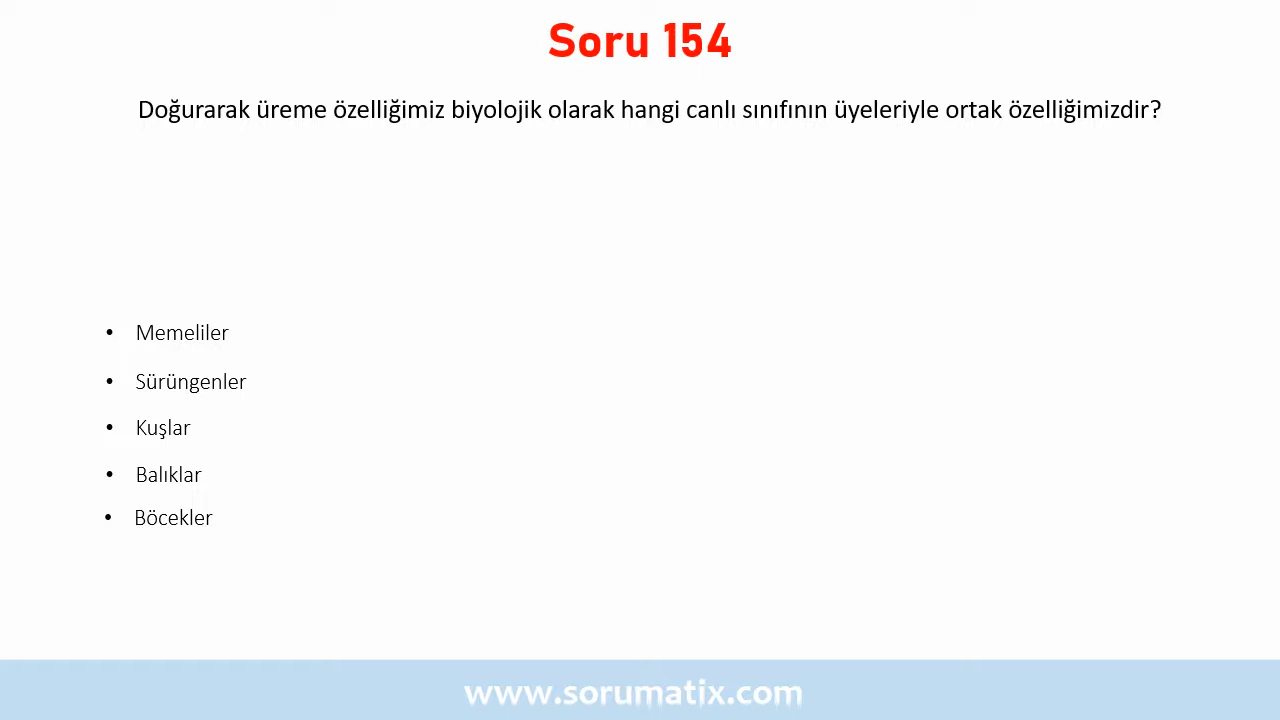 Soru 154
Doğurarak üreme özelliğimiz biyolojik olarak hangi canlı sınıfının üyeleriyle ortak özelliğimizdir?
• Memeliler
• Sürüngenler
• Kuşlar
• Balıklar
• Böcekler
www.sorumatix.com